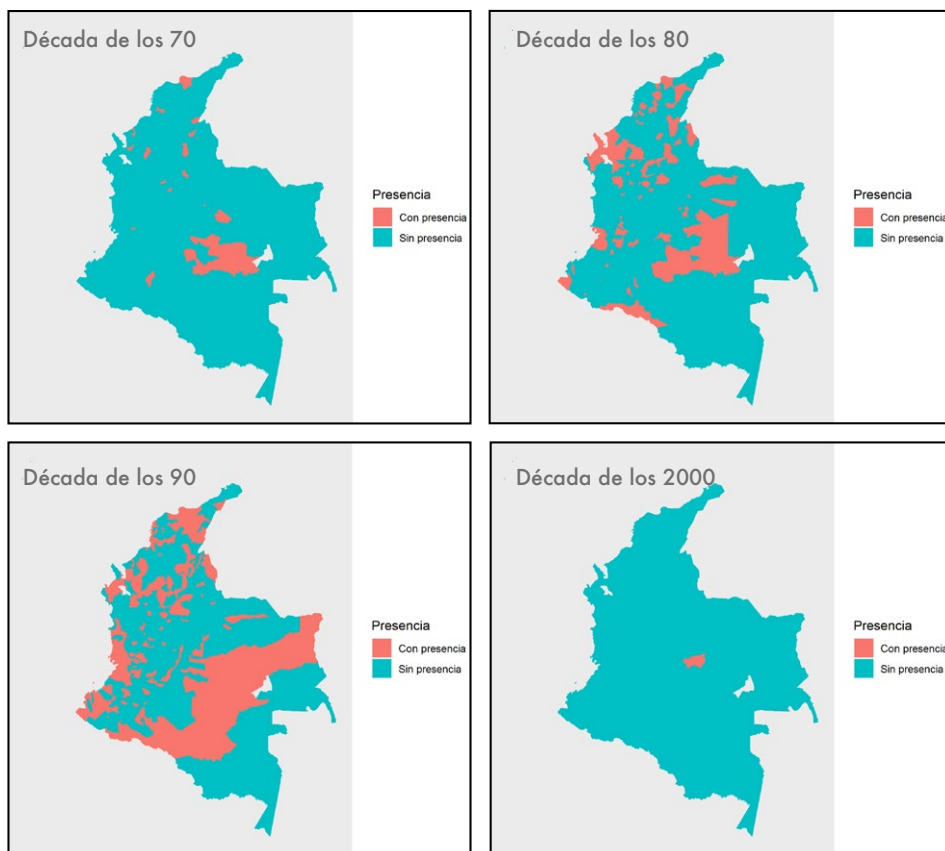 Década de los 70
Presencia
Con presencia
Sin presencia
Década de los 80
Presencia
Con presencia
Sin presencia
Década de los 90
Presencia
Con presencia
Sin presencia
Década de los 2000
Presencia
Con presencia
Sin presencia